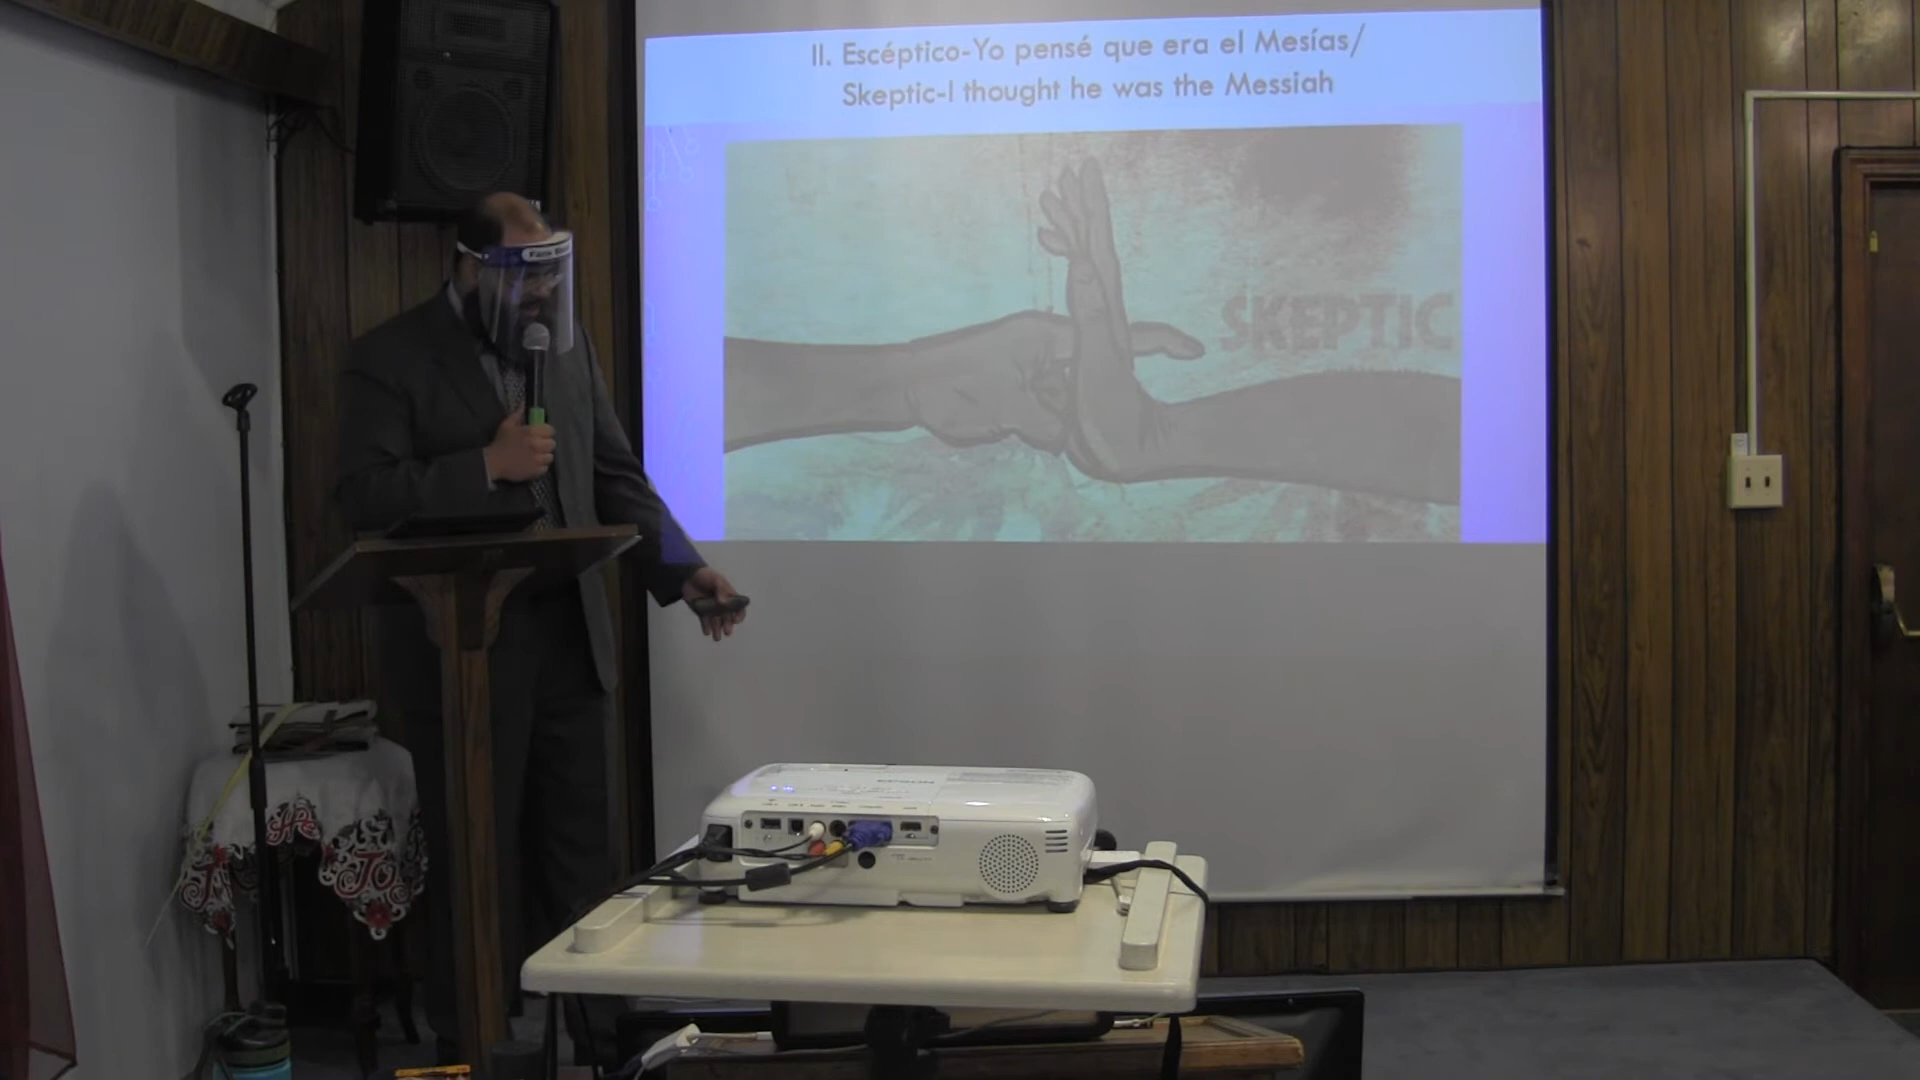 II. Escéptico-Yo pensé que era el Mesías/
Skeptic-I thought he was the Messiah
SKEPTIC